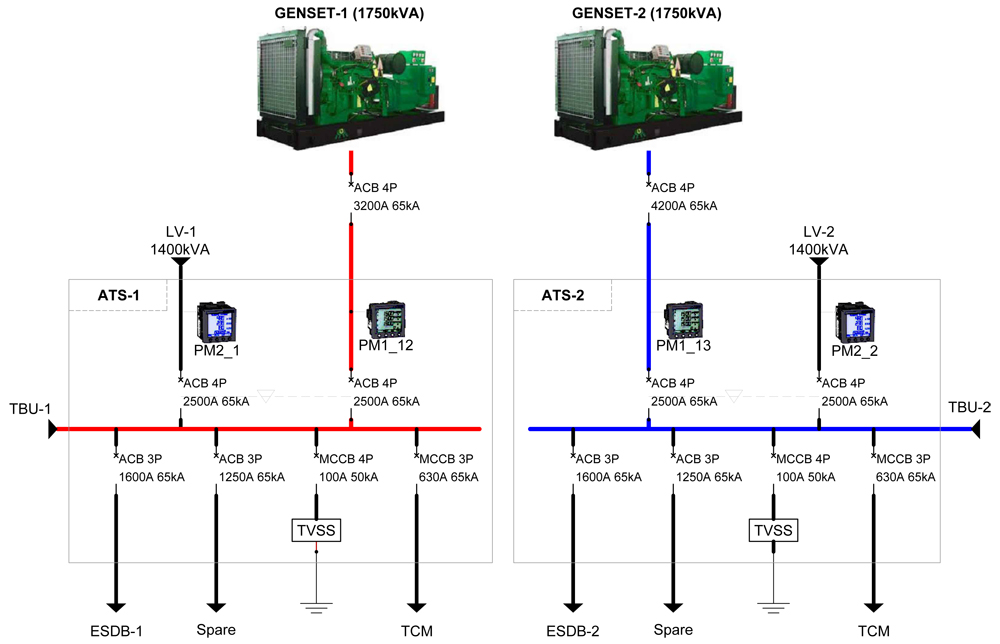 GENSET-1 (1750kVA)
GENSET-2 (1750kVA)
ACB 4P
3200A 65kA
ACB 4P
4200A 65kA
LV-1
1400kVA
LV-2
1400kVA
ATS-1
ATS-2
PM2_1
PM1_12
PM1_13
PM2_2
ACB 4P
2500A 65kA
ACB 4P
2500A 65kA
ACB 4P
2500A 65kA
ACB 4P
2500A 65kA
TBU-1
TBU-2
ACB 3P
1600A 65kA
ACB 3P
1250A 65kA
MCCB 4P
100A 50kA
MCCB 3P
630A 65kA
ACB 3P
1600A 65kA
ACB 3P
1250A 65kA
MCCB 4P
100A 50kA
MCCB 3P
630A 65kA
TVSS
TVSS
ESDB-1
Spare
TCM
ESDB-2
Spare
TCM